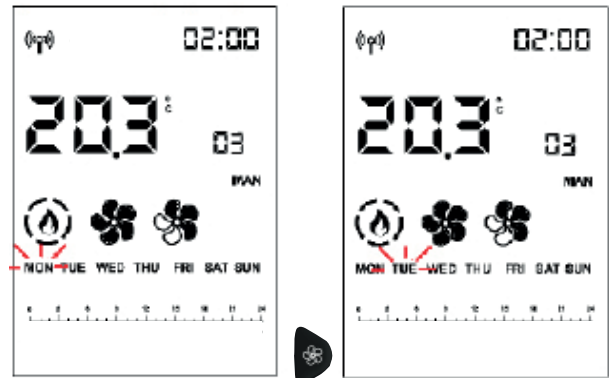 02:00
20.3 °C
03
MAN
MON TUE WED THU FRI SAT SUN
02:00
20.3 °C
03
MAN
MON TUE WED THU FRI SAT SUN